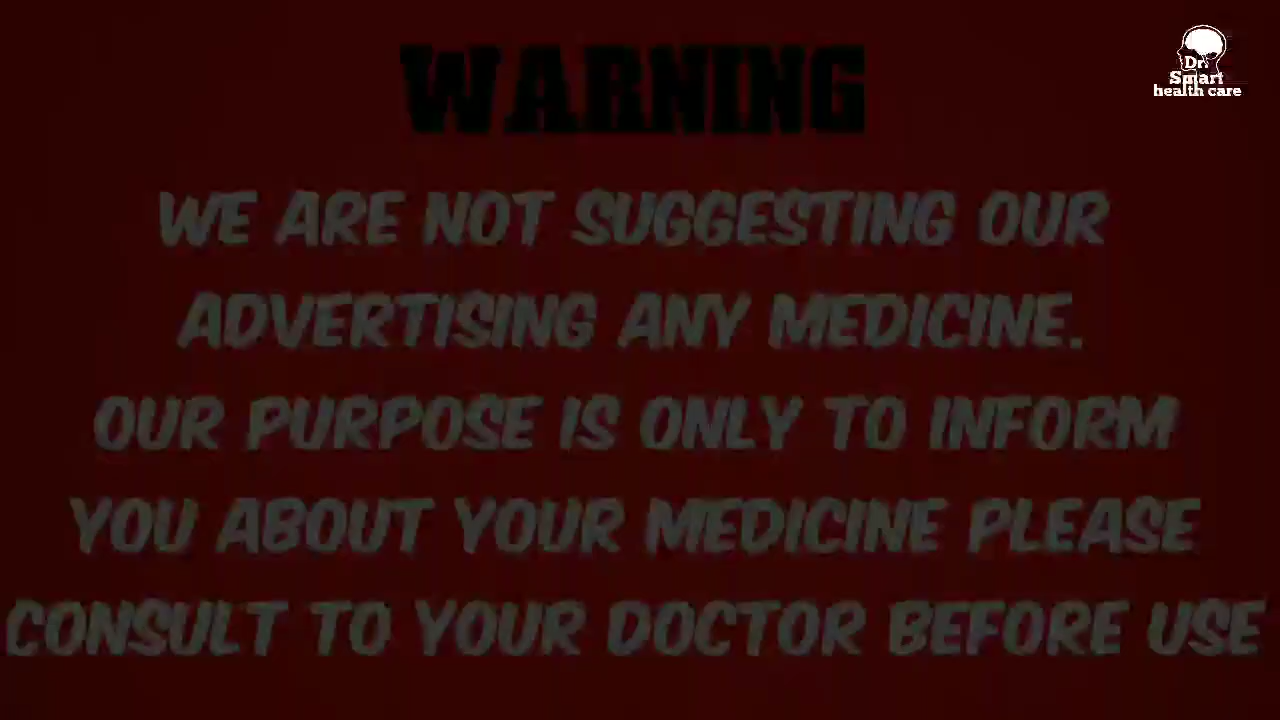 WARNING
Dr.
Smart
health care
WE ARE NOT SUGGESTING OUR
ADVERTISING ANY MEDICINE.
OUR PURPOSE IS ONLY TO INFORM
YOU ABOUT YOUR MEDICINE PLEASE
CONSULT TO YOUR DOCTOR BEFORE USE